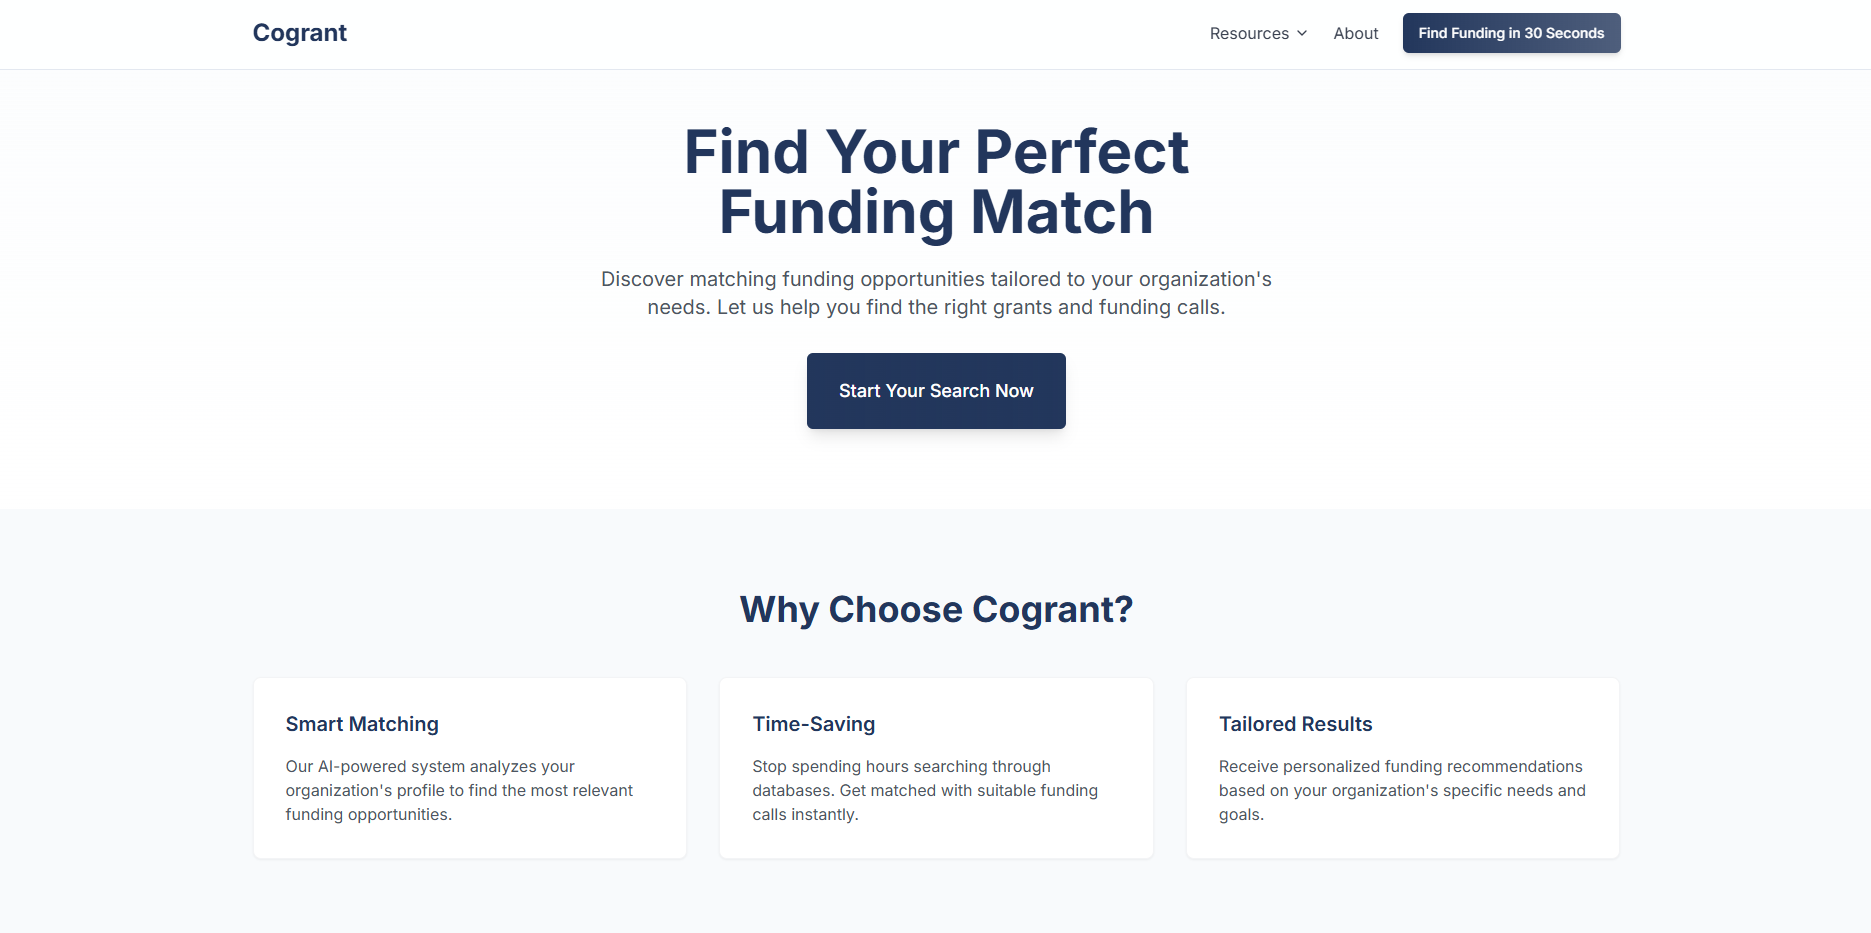 Cogrant
Resources
About
Find Funding in 30 Seconds
Find Your Perfect
Funding Match
Discover matching funding opportunities tailored to your organization's
needs. Let us help you find the right grants and funding calls.
Start Your Search Now
Why Choose Cogrant?
Smart Matching
Our AI-powered system analyzes your
organization's profile to find the most relevant
funding opportunities.
Time-Saving
Stop spending hours searching through
databases. Get matched with suitable funding
calls instantly.
Tailored Results
Receive personalized funding recommendations
based on your organization's specific needs and
goals.